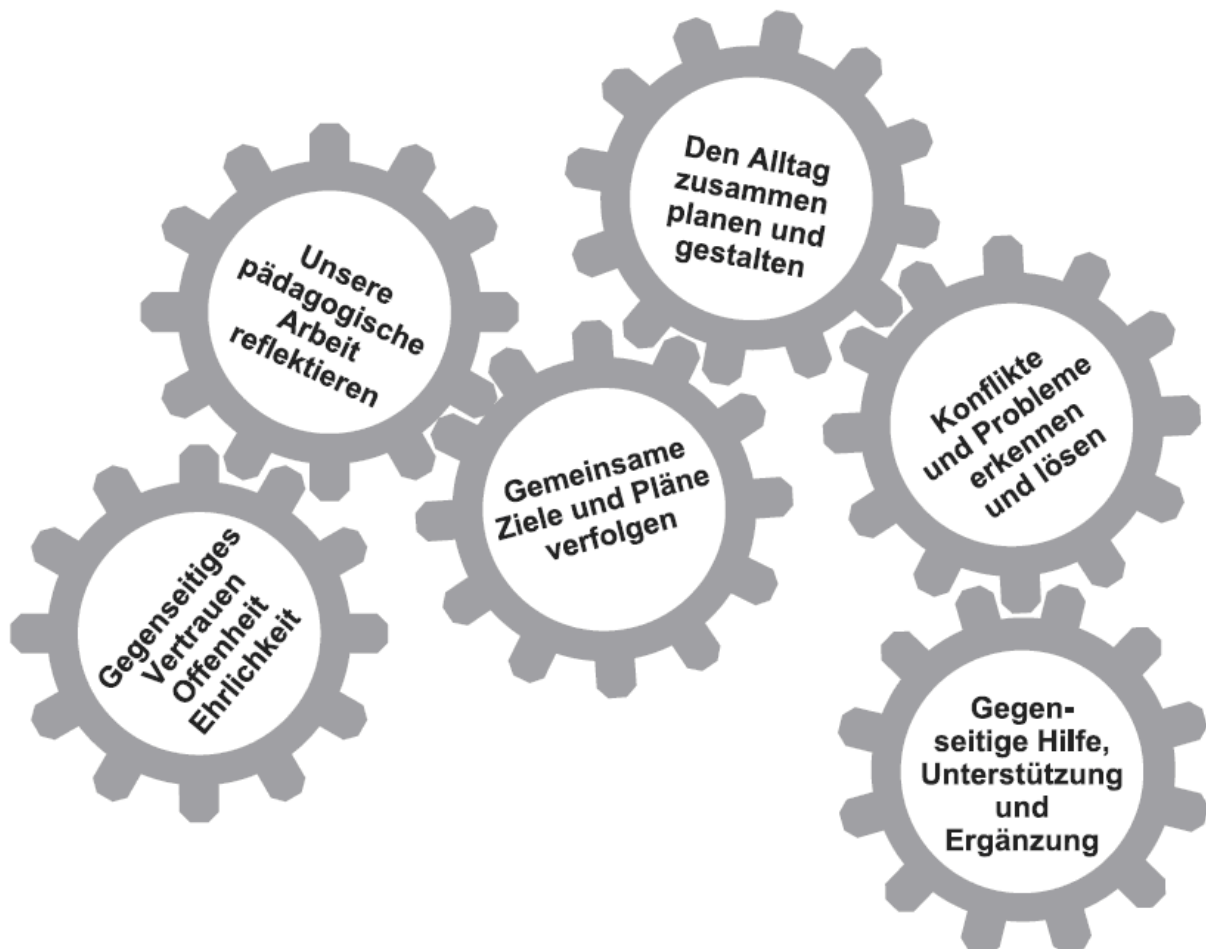 Den Alltag
zusammen
planen und
gestalten
Unsere
pädagogische
Arbeit
reflektieren
Konflikte
und Probleme
erkennen
und lösen
Gemeinsame
Ziele und Pläne
verfolgen
Gegenseitiges
Vertrauen
Offenheit
Ehrlichkeit
Gegen-
seitige Hilfe,
Unterstützung
und
Ergänzung